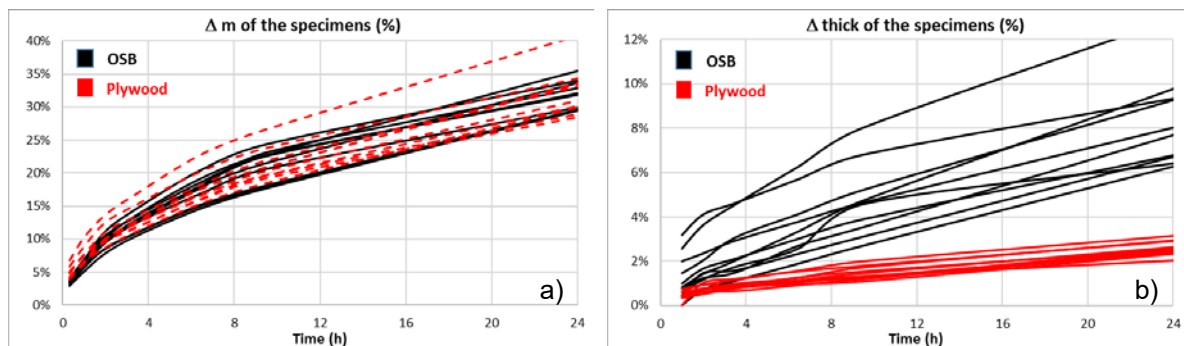 Δ m of the specimens (%)
40%
35%
30%
25%
20%
15%
10%
5%
0%
OSB
Plywood
a)
0 4 8 12 16 20 24
Time (h)
Δ thick of the specimens (%)
12%
10%
8%
6%
4%
2%
0%
OSB
Plywood
b)
0 4 8 12 16 20 24
Time (h)